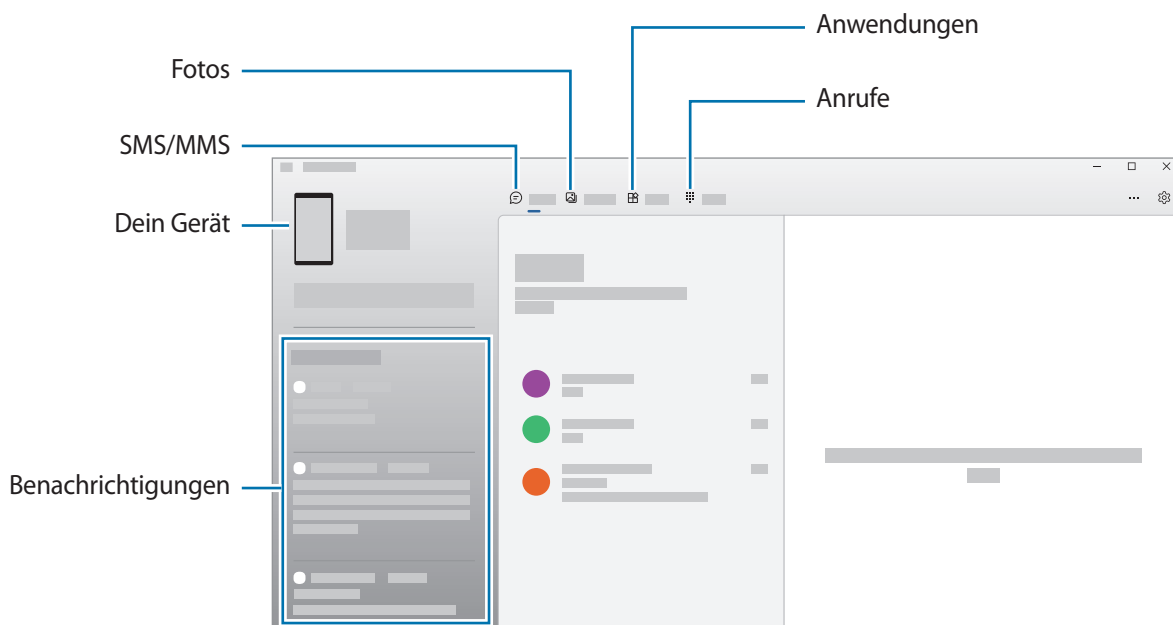 Anwendungen
Fotos
Anrufe
SMS/MMS
Dein Gerät
Benachrichtigungen